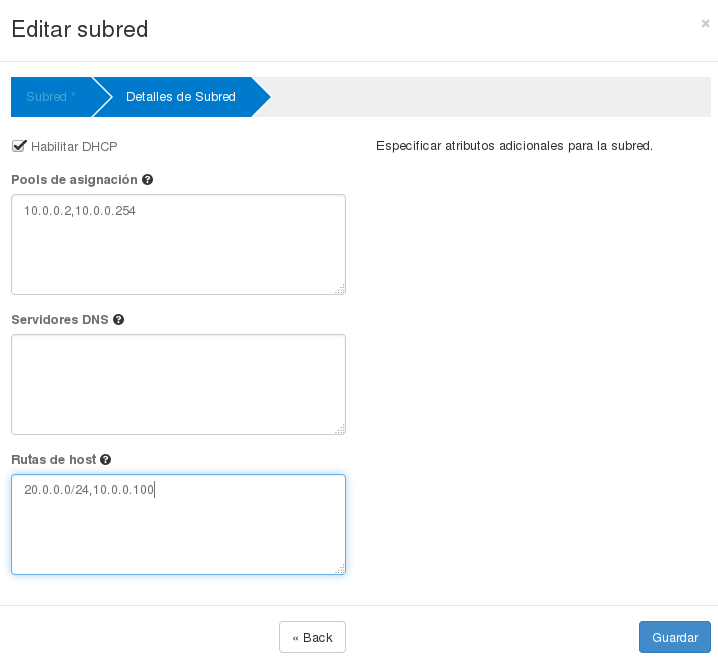 Editar subred
×
Subred *
Detalles de Subred
Habilitar DHCP
Especificar atributos adicionales para la subred.
Pools de asignación
10.0.0.2,10.0.0.254
Servidores DNS
Rutas de host
20.0.0.0/24,10.0.0.100
« Back
Guardar